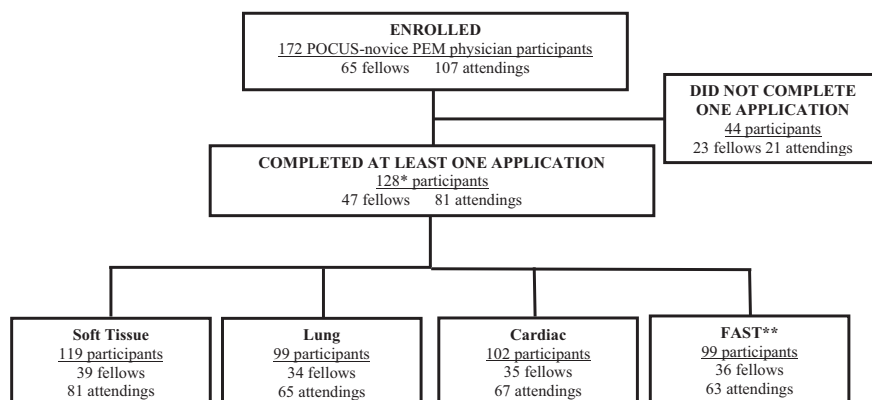 ENROLLED
172 POCUS-novice PEM physician participants
65 fellows 107 attendings
DID NOT COMPLETE
ONE APPLICATION
44 participants
23 fellows 21 attendings
COMPLETED AT LEAST ONE APPLICATION
128* participants
47 fellows 81 attendings
Soft Tissue
119 participants
39 fellows
81 attendings
Lung
99 participants
34 fellows
65 attendings
Cardiac
102 participants
35 fellows
67 attendings
FAST**
99 participants
36 fellows
63 attendings